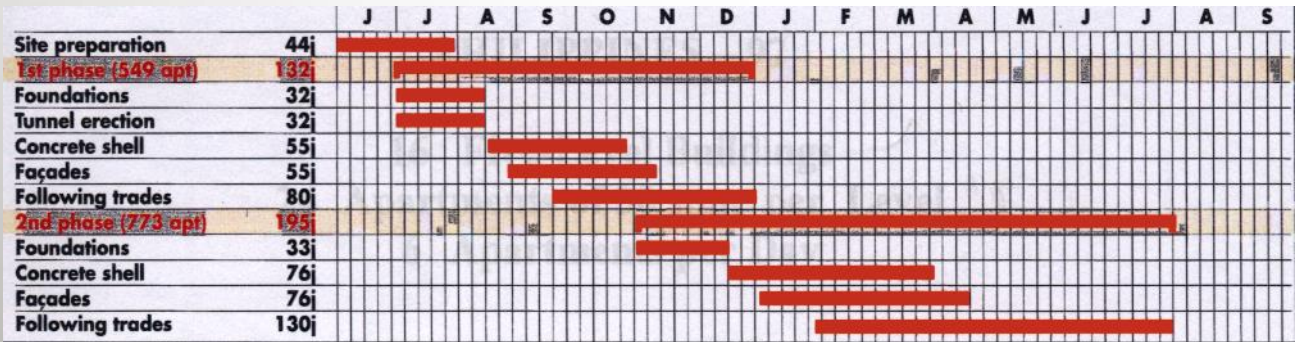 J J A S O N D J F M A M J J A S
Site preparation 44j
1st phase (549 apt) 132j
Foundations 32j
Tunnel erection 32j
Concrete shell 55j
Façades 55j
Following trades 80j
2nd phase (773 apt) 195j
Foundations 33j
Concrete shell 76j
Façades 76j
Following trades 130j